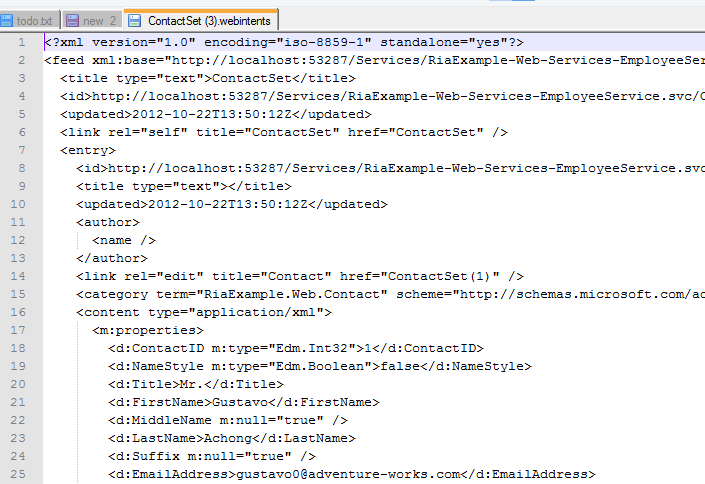 todo.txt new 2 ContactSet (3).webintents
1 <?xml version="1.0" encoding="iso-8859-1" standalone="yes"?>
2 <feed xml:base="http://localhost:53287/Services/RiaExample-Web-Services-EmployeeSer
3 <title type="text">ContactSet</title>
4 <id>http://localhost:53287/Services/RiaExample-Web-Services-EmployeeService.svc/C
5 <updated>2012-10-22T13:50:12Z</updated>
6 <link rel="self" title="ContactSet" href="ContactSet" />
7 <entry>
8 <id>http://localhost:53287/Services/RiaExample-Web-Services-EmployeeService.svc
9 <title type="text"></title>
10 <updated>2012-10-22T13:50:12Z</updated>
11 <author>
12 <name />
13 </author>
14 <link rel="edit" title="Contact" href="ContactSet(1)" />
15 <category term="RiaExample.Web.Contact" scheme="http://schemas.microsoft.com/ad
16 <content type="application/xml">
17 <m:properties>
18 <d:ContactID m:type="Edm.Int32">1</d:ContactID>
19 <d:NameStyle m:type="Edm.Boolean">false</d:NameStyle>
20 <d:Title>Mr.</d:Title>
21 <d:FirstName>Gustavo</d:FirstName>
22 <d:MiddleName m:null="true" />
23 <d:LastName>Achong</d:LastName>
24 <d:Suffix m:null="true" />
25 <d:EmailAddress>gustavo0@adventure-works.com</d:EmailAddress>